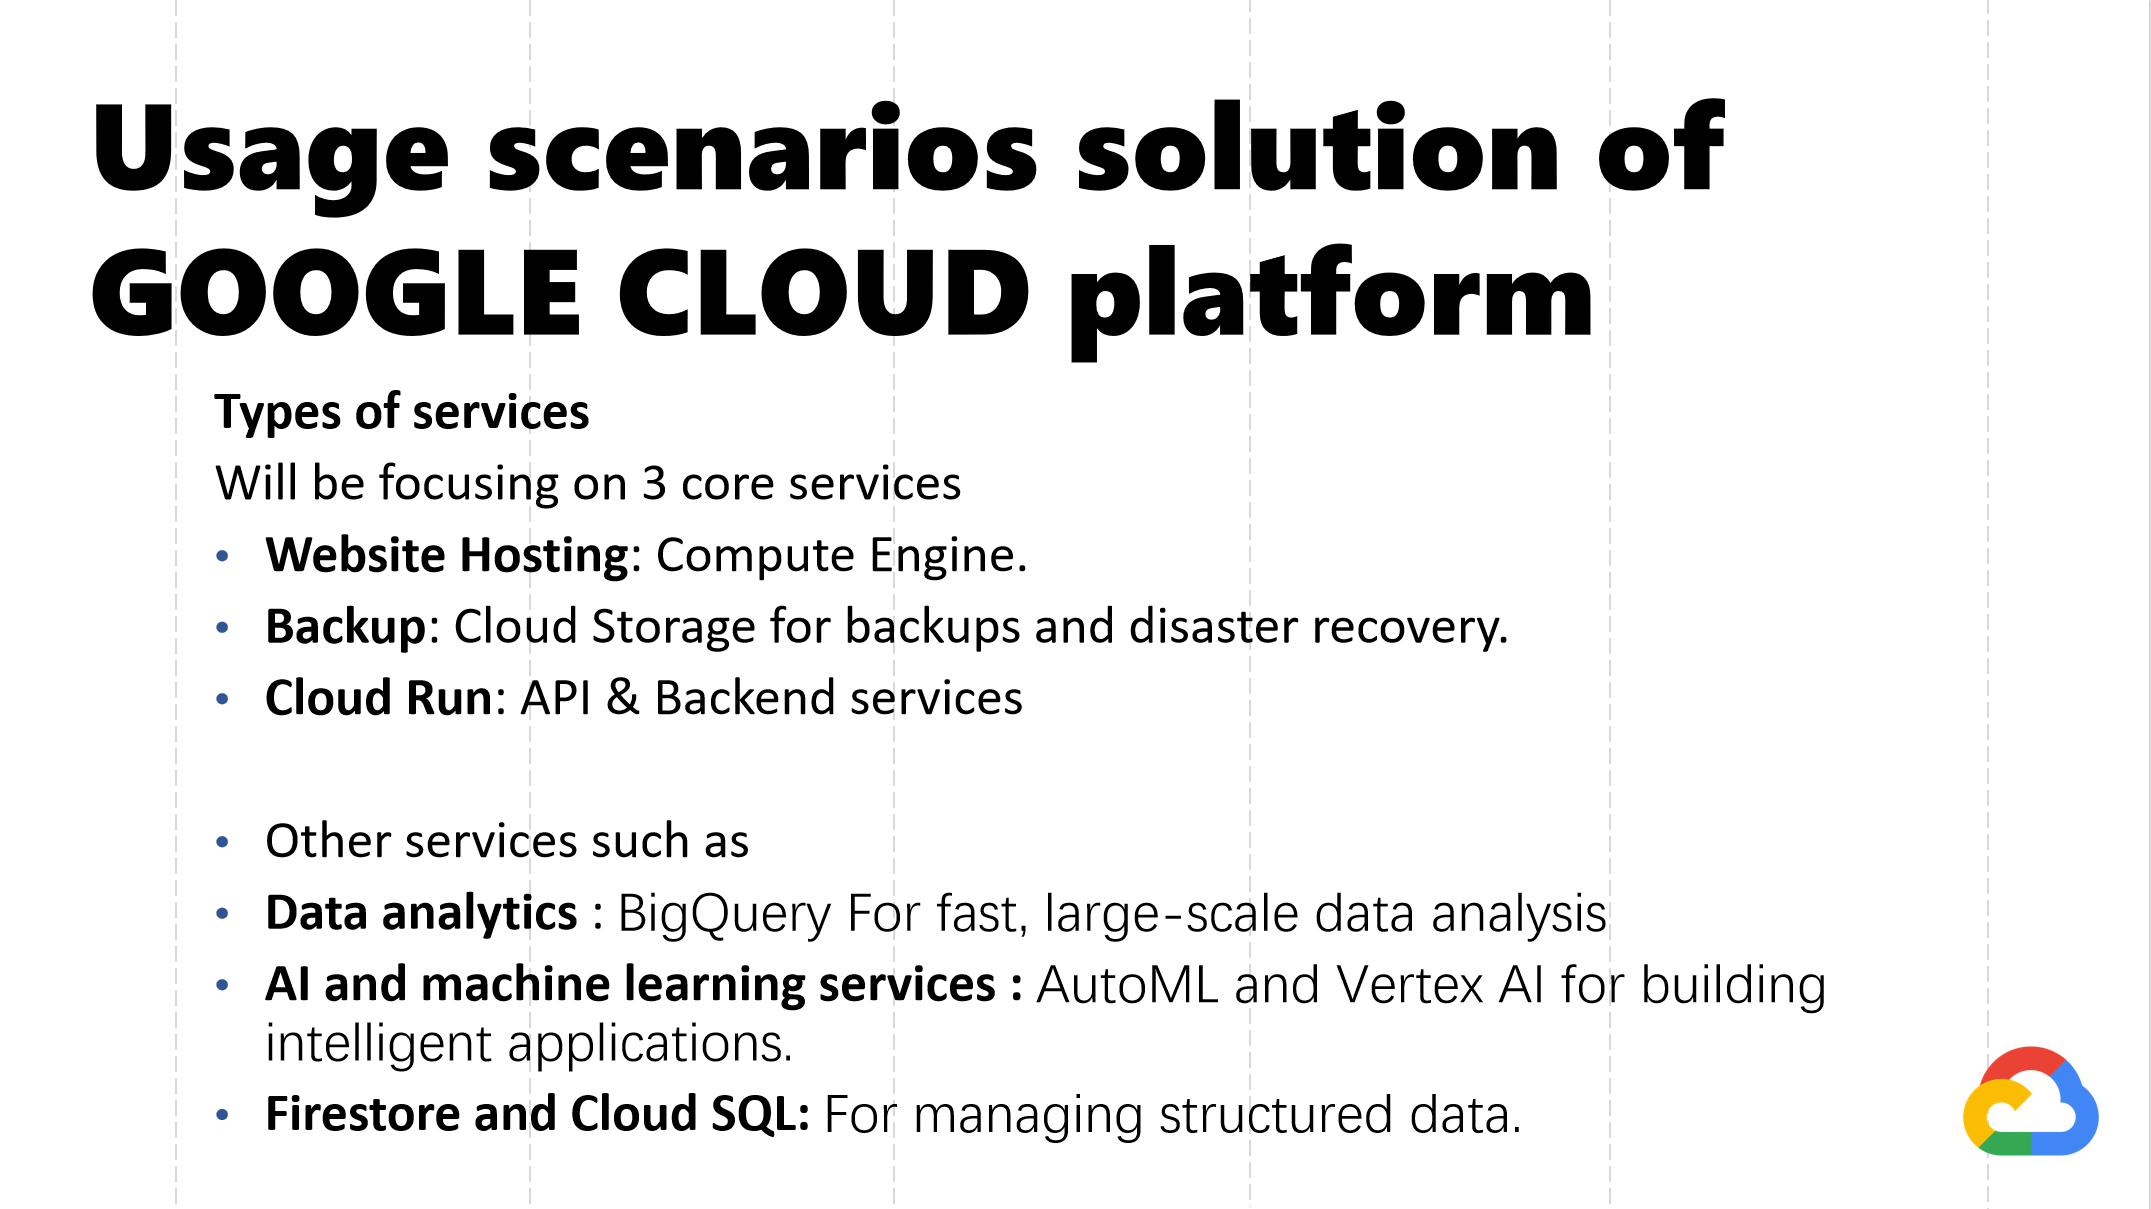 Usage scenarios solution of
GOOGLE CLOUD platform
Types of services
Will be focusing on 3 core services
• Website Hosting: Compute Engine.
• Backup: Cloud Storage for backups and disaster recovery.
• Cloud Run: API & Backend services
• Other services such as
• Data analytics : BigQuery For fast, large-scale data analysis
• AI and machine learning services : AutoML and Vertex AI for building
intelligent applications.
• Firestore and Cloud SQL: For managing structured data.